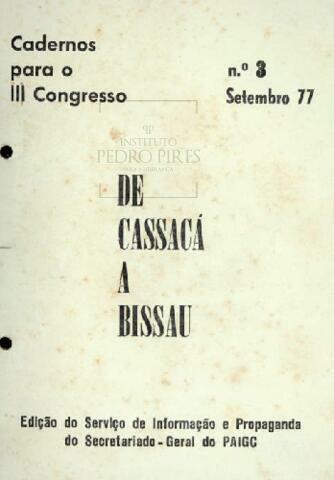 Cadernos
para o
III Congresso
n.º 3
Setembro 77
INSTITUTO
PEDRO PIRES
DE
CASSACÁ
A
BISSAU
Edição do Serviço de Informação e Propaganda
do Secretariado-Geral do PAIGC